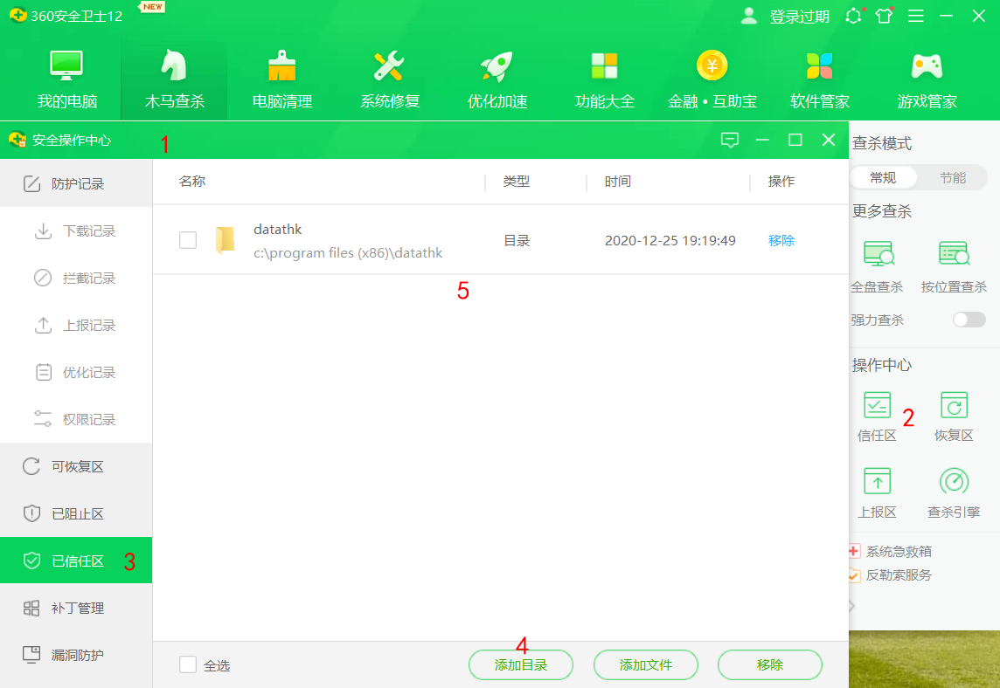 360安全卫士12
NEW
登录过期
我的电脑
木马查杀
电脑清理
系统修复
优化加速
功能大全
金融•互助宝
软件管家
游戏管家
安全操作中心
1
防护记录
下载记录
拦截记录
上报记录
优化记录
权限记录
可恢复区
已阻止区
已信任区
3
补丁管理
漏洞防护
名称
类型
时间
操作
datathk
c:\program files (x86)\datathk
目录
2020-12-25 19:19:49
移除
5
全选
4
添加目录
添加文件
移除
查杀模式
常规
节能
更多查杀
全盘查杀
按位置查杀
强力查杀
操作中心
信任区
2
恢复区
上报区
查杀引擎
系统急救箱
反勒索服务